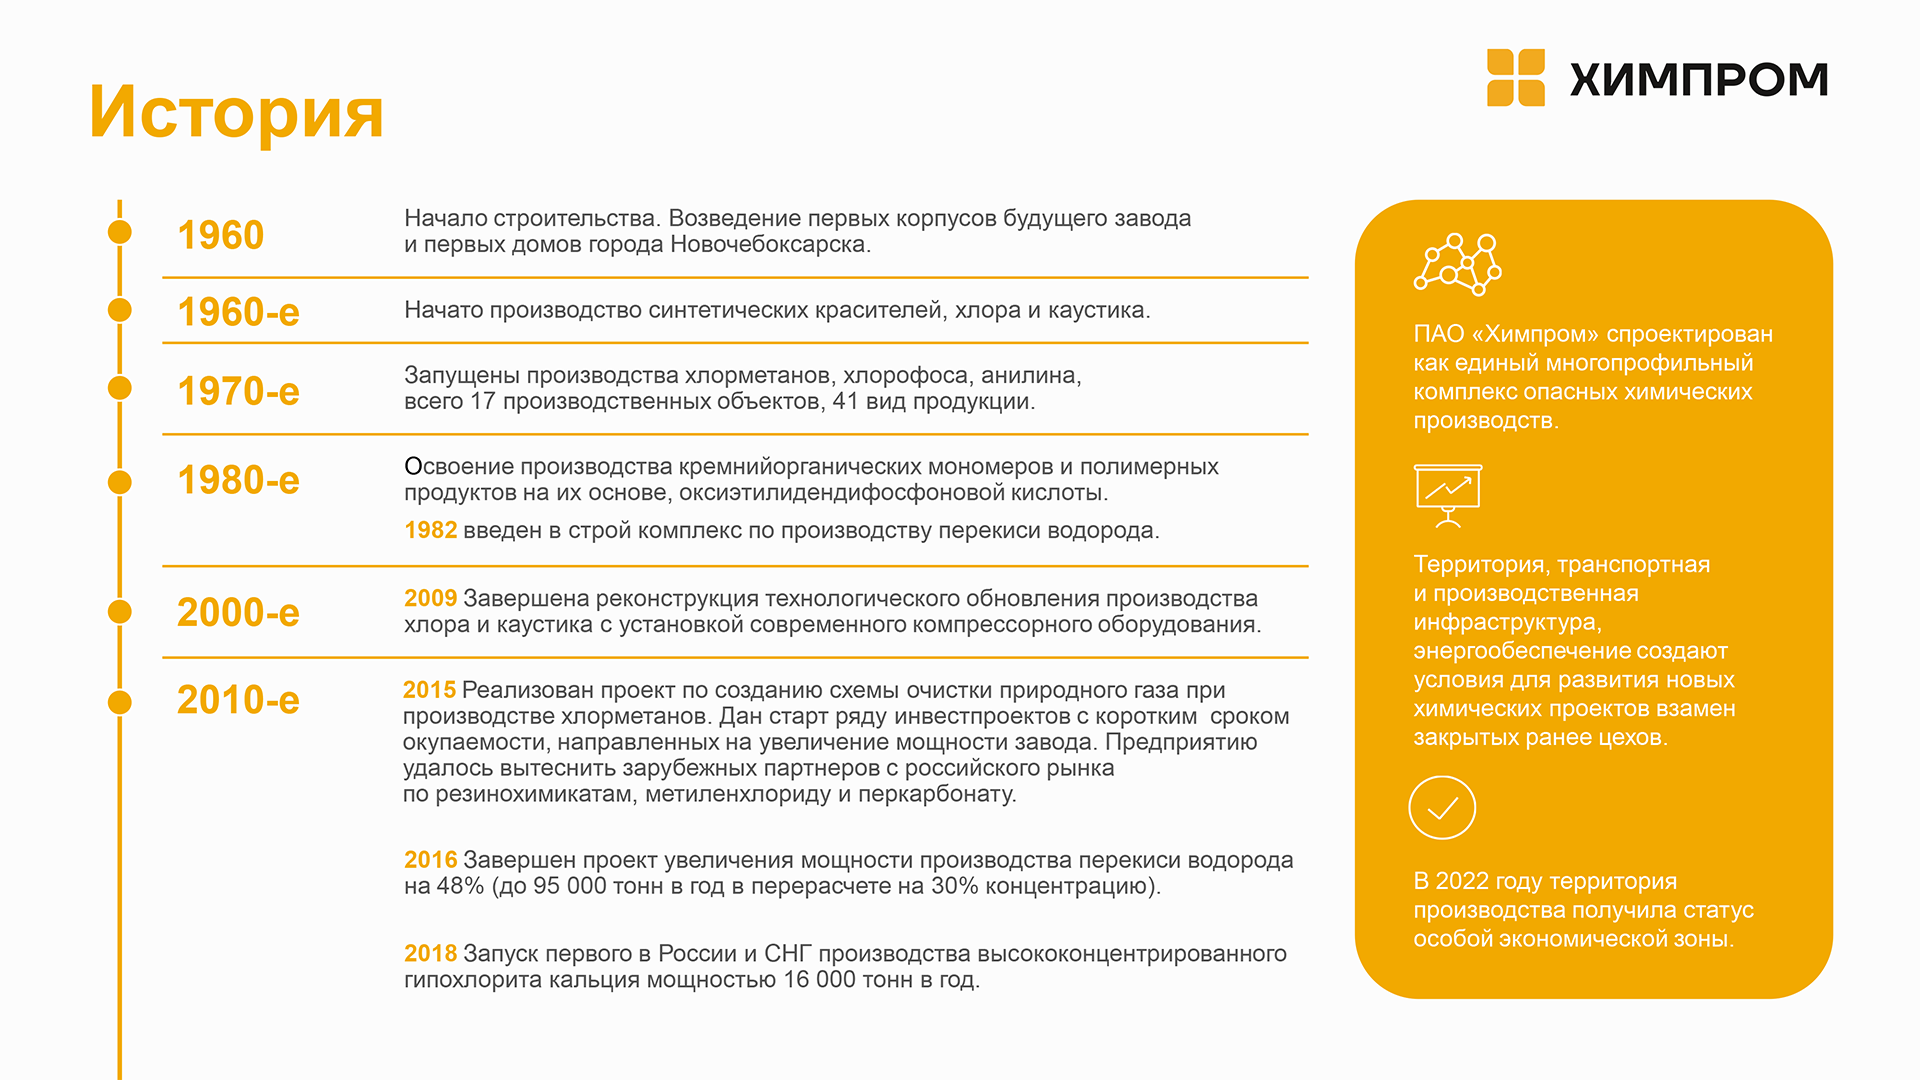 История
ХИМПРОМ
1960
Начало строительства. Возведение первых корпусов будущего завода
и первых домов города Новочебоксарска.
1960-е
Начато производство синтетических красителей, хлора и каустика.
1970-е
Запущены производства хлорметанов, хлорофоса, анилина,
всего 17 производственных объектов, 41 вид продукции.
1980-е
Освоение производства кремнийорганических мономеров и полимерных
продуктов на их основе, оксиэтилидендифосфоновой кислоты.
1982 введен в строй комплекс по производству перекиси водорода.
2000-е
2009 Завершена реконструкция технологического обновления производства
хлора и каустика с установкой современного компрессорного оборудования.
2010-е
2015 Реализован проект по созданию схемы очистки природного газа при
производстве хлорметанов. Дан старт ряду инвестпроектов с коротким  сроком
окупаемости, направленных на увеличение мощности завода. Предприятию
удалось вытеснить зарубежных партнеров с российского рынка
по резинохимикатам, метиленхлориду и перкарбонату.
2016 Завершен проект увеличения мощности производства перекиси водорода
на 48% (до 95 000 тонн в год в перерасчете на 30% концентрацию).
2018 Запуск первого в России и СНГ производства высококонцентрированного
гипохлорита кальция мощностью 16 000 тонн в год.
ПАО «Химпром» спроектирован
как единый многопрофильный
комплекс опасных химических
производств.
Территория, транспортная
и производственная
инфраструктура,
энергообеспечение создают
условия для развития новых
химических проектов взамен
закрытых ранее цехов.
В 2022 году территория
производства получила статус
особой экономической зоны.